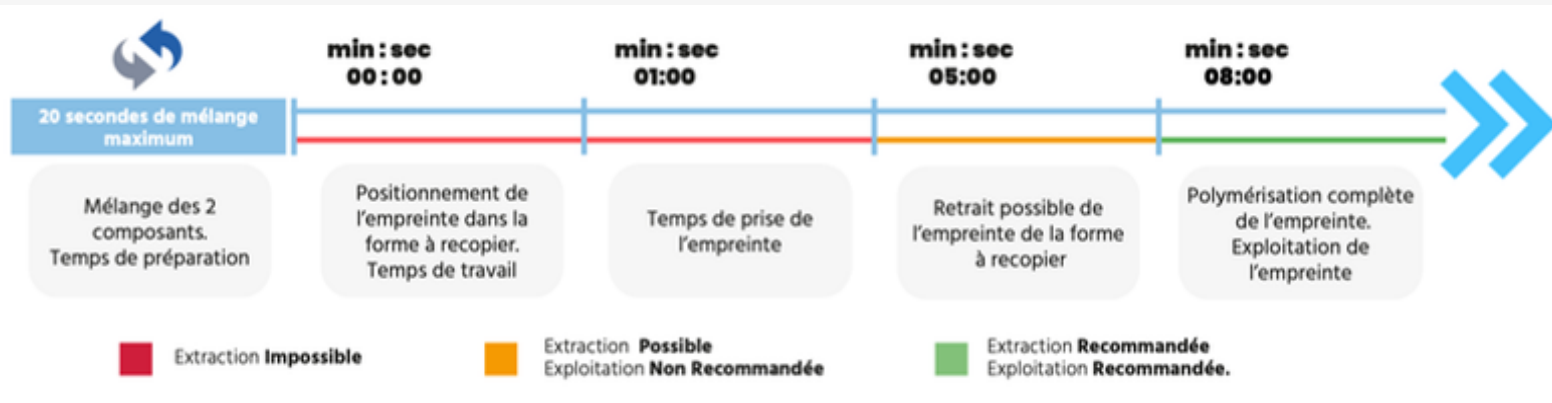 min : sec
00 : 00
min : sec
01:00
min : sec
05:00
min : sec
08:00
20 secondes de mélange
maximum
Mélange des 2
composants.
Temps de préparation
Positionnement de
l'empreinte dans la
forme à recopier.
Temps de travail
Temps de prise de
l'empreinte
Retrait possible de
l'empreinte de la forme
à recopier
Polymérisation complète
de l'empreinte.
Exploitation de
l'empreinte
Extraction Impossible
Extraction Possible
Exploitation Non Recommandée
Extraction Recommandée
Exploitation Recommandée.